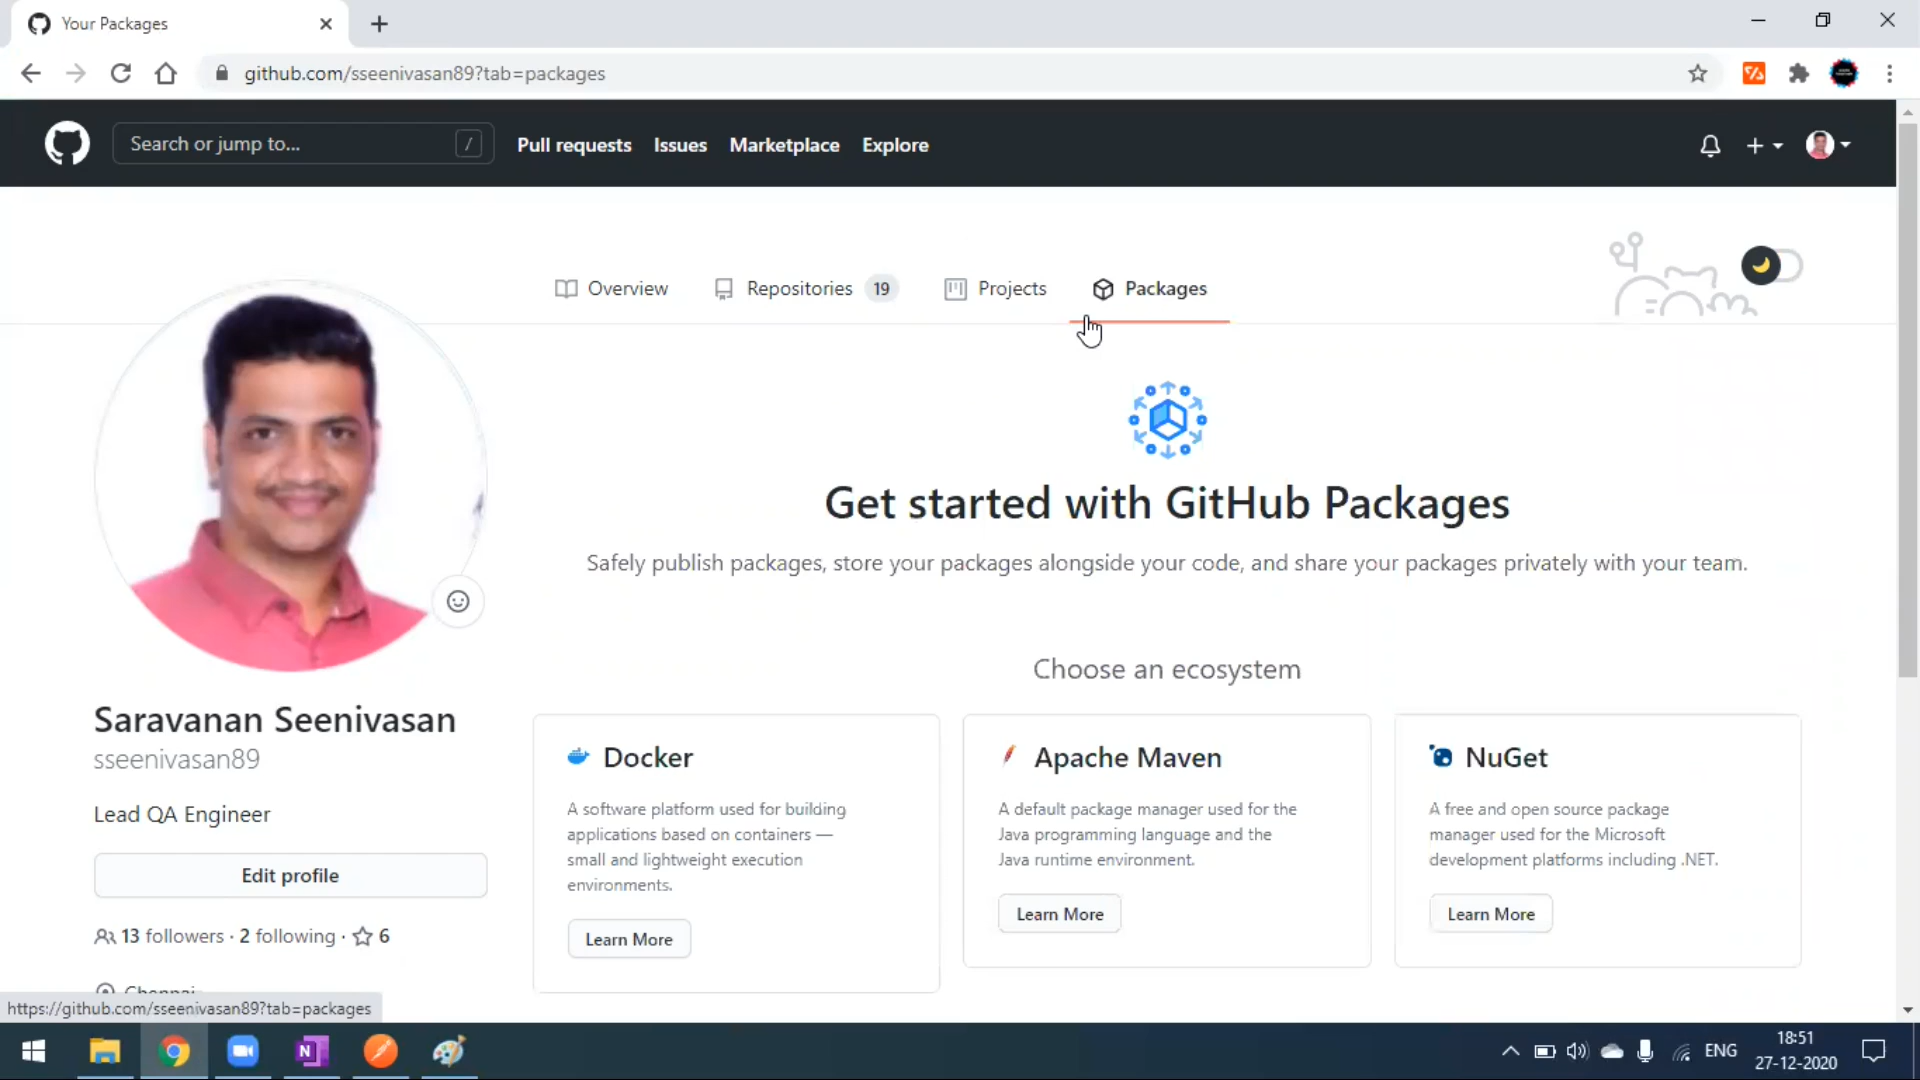 Your Packages
github.com/sseenivasan89?tab=packages
Search or jump to... /
Pull requests Issues Marketplace Explore
Overview Repositories 19 Projects Packages
Get started with GitHub Packages
Safely publish packages, store your packages alongside your code, and share your packages privately with your team.
Choose an ecosystem
Saravanan Seenivasan
sseenivasan89
Lead QA Engineer
Edit profile
13 followers · 2 following · 6
Chennai
Docker
A software platform used for building
applications based on containers —
small and lightweight execution
environments.
Learn More
Apache Maven
A default package manager used for the
Java programming language and the
Java runtime environment.
Learn More
NuGet
A free and open source package
manager used for the Microsoft
development platforms including .NET.
Learn More
https://github.com/sseenivasan89?tab=packages
N
ENG
18:51
27-12-2020